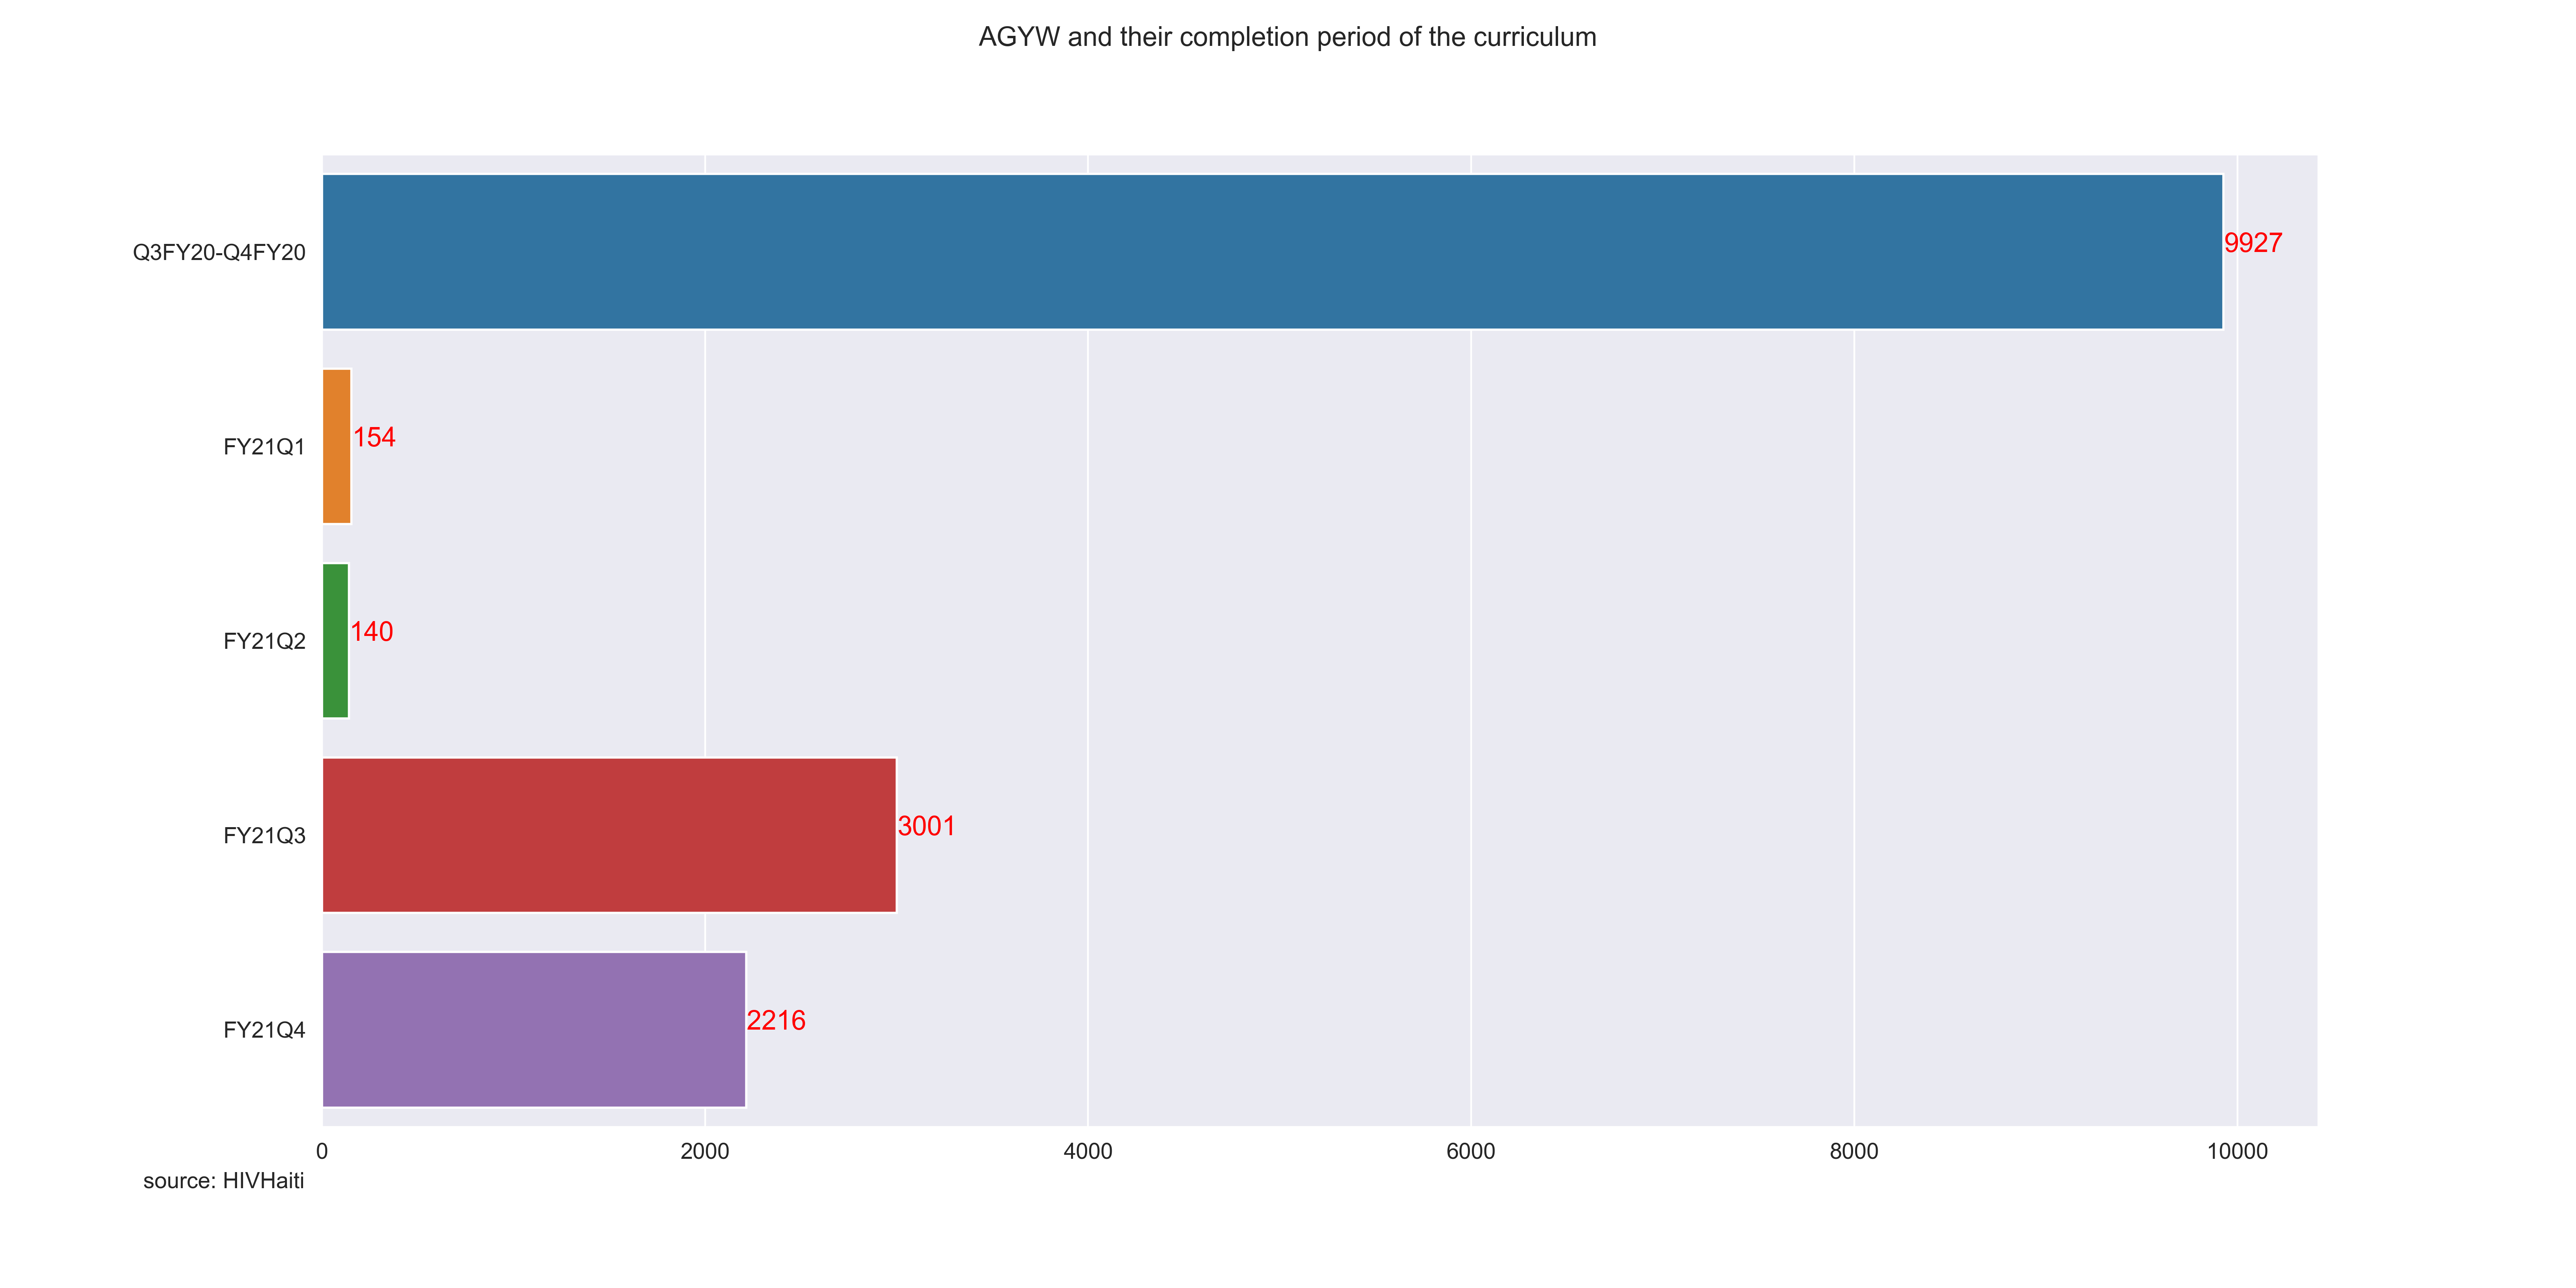 AGYW and their completion period of the curriculum
Q3FY20-Q4FY20
9927
FY21Q1
154
FY21Q2
140
FY21Q3
3001
FY21Q4
2216
0 2000 4000 6000 8000 10000
source: HIVHaiti